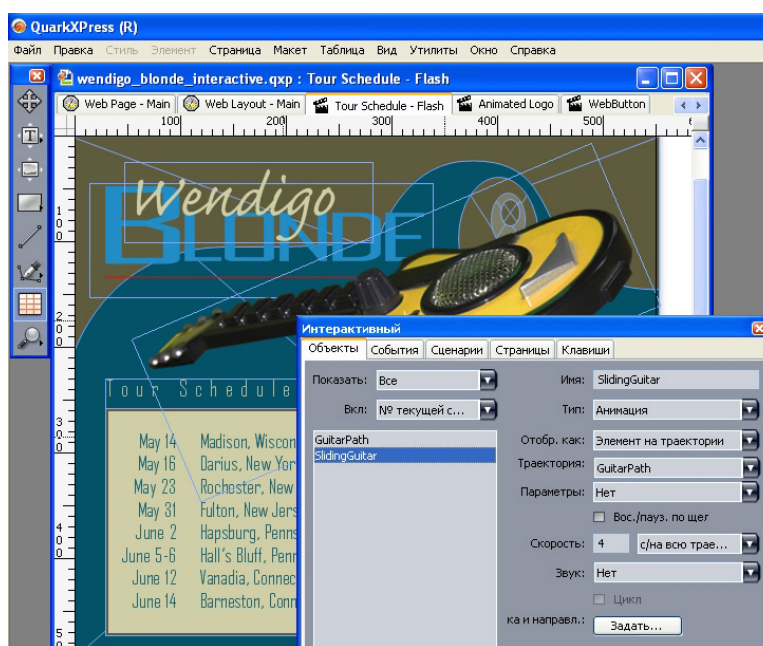 QuarkXPress (R)
Файл Правка Стиль Элемент Страница Макет Таблица Вид Утилиты Окно Справка
wendigo_blonde_interactive.qxp : Tour Schedule - Flash
Web Page - Main Web Layout - Main Tour Schedule - Flash Animated Logo WebButton
100 200 300 400 500
Wendigo
BLONDE
Интерактивный
Объекты События Сценарии Страницы Клавиши
Показать: Все
Вкл: № текущей с...
GuitarPath
SlidingGuitar
Имя: SlidingGuitar
Тип: Анимация
Отобр. как: Элемент на траектории
Траектория: GuitarPath
Параметры: Нет
Вос./пауз. по щег
Скорость: 4 с/на всю трае...
Звук: Нет
Цикл
ка и направл.: Задать...
Tour Schedule
May 14 Madison, Wiscon
May 16 Darius, New Yor
May 23 Rochester, New
May 31 Fulton, New Jers
June 2 Hapsburg, Penns
June 5-6 Hall's Bluff, Penn
June 12 Vanadia, Connec
June 14 Barneston, Conn